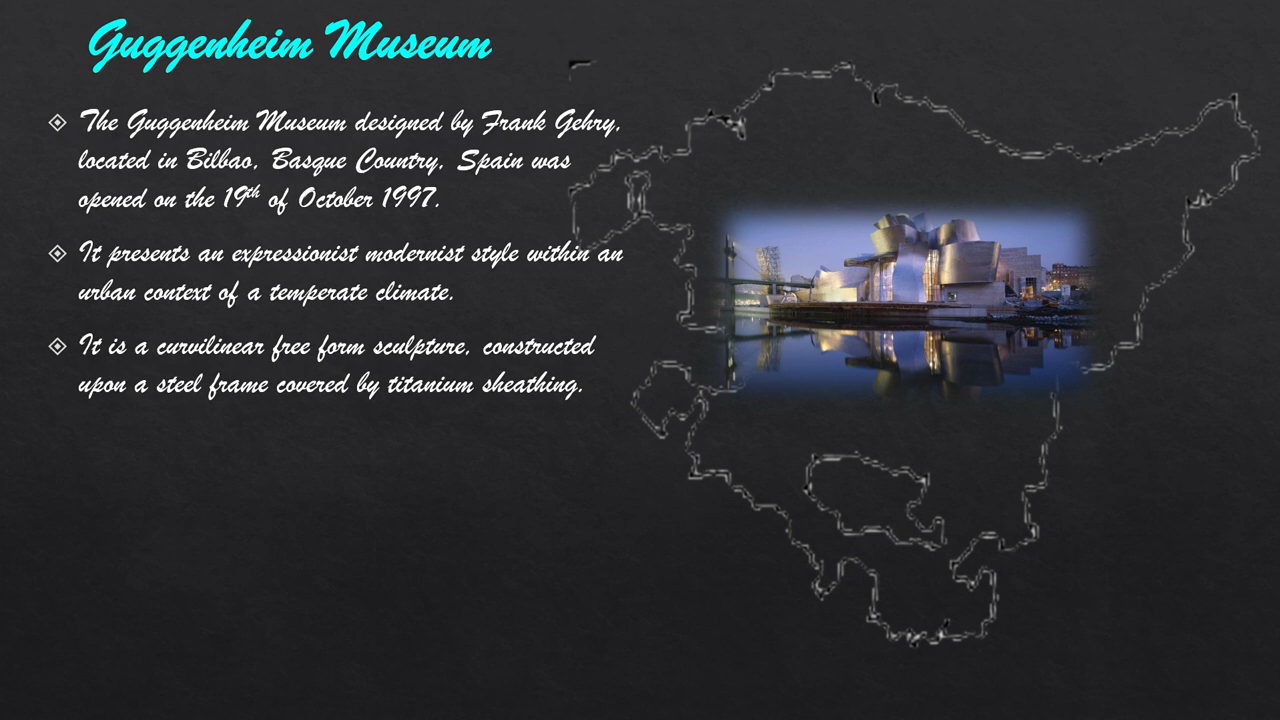 Guggenheim Museum
The Guggenheim Museum designed by Frank Gehry,
located in Bilbao, Basque Country, Spain was
opened on the 19th of October 1997.
It presents an expressionist modernist style within an
urban context of a temperate climate.
It is a curvilinear free form sculpture, constructed
upon a steel frame covered by titanium sheathing.